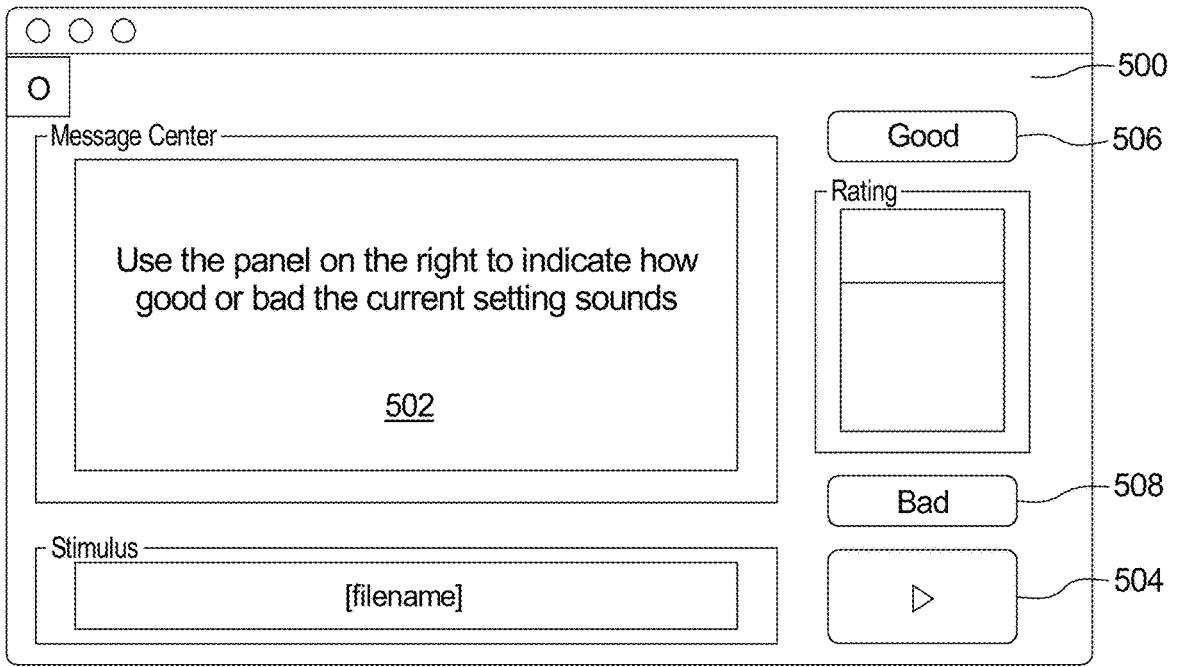 O
500
Message Center
Good
506
Rating
Use the panel on the right to indicate how
good or bad the current setting sounds
502
Bad
508
Stimulus
[filename]
504